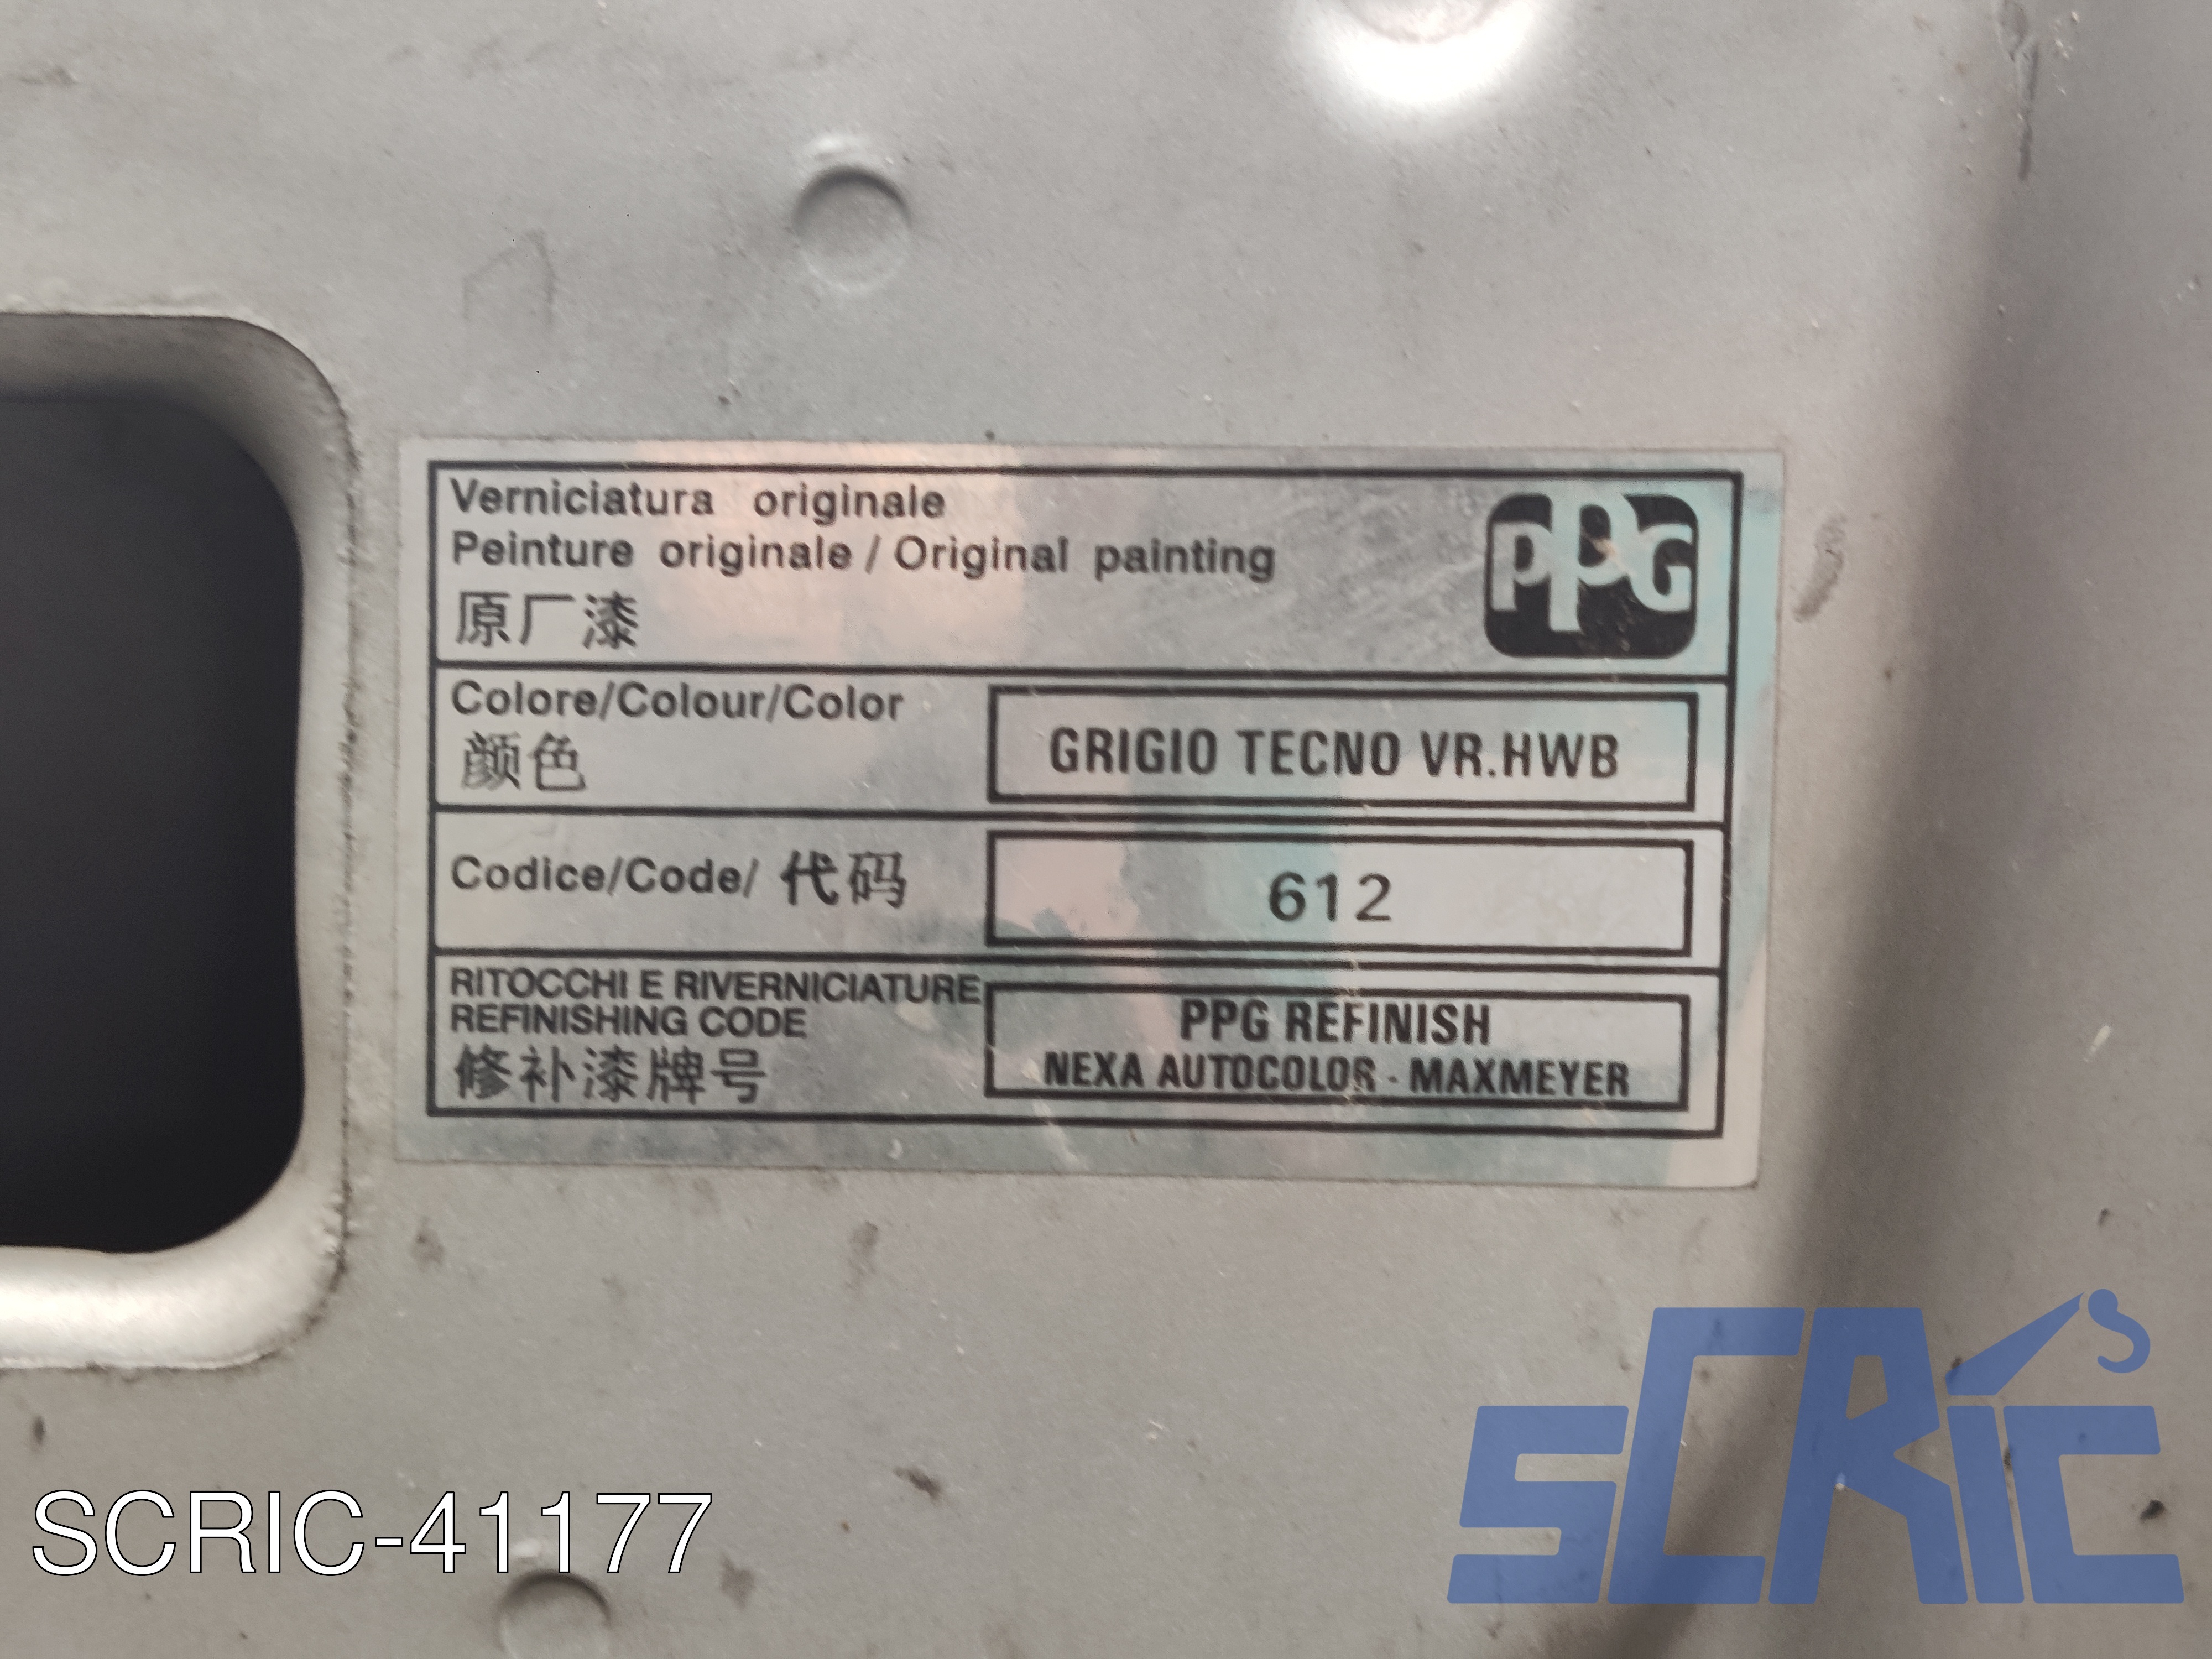 Verniciatura originale
Peinture originale / Original painting
原厂漆
PPG
Colore/Colour/Color
颜色
GRIGIO TECNO VR.HWB
Codice/Code/ 代码
612
RITOCCHI E RIVERNICIATURE
REFINISHING CODE
修补漆牌号
PPG REFINISH
NEXA AUTOCOLOR - MAXMEYER
SCRIC
SCRIC-41177